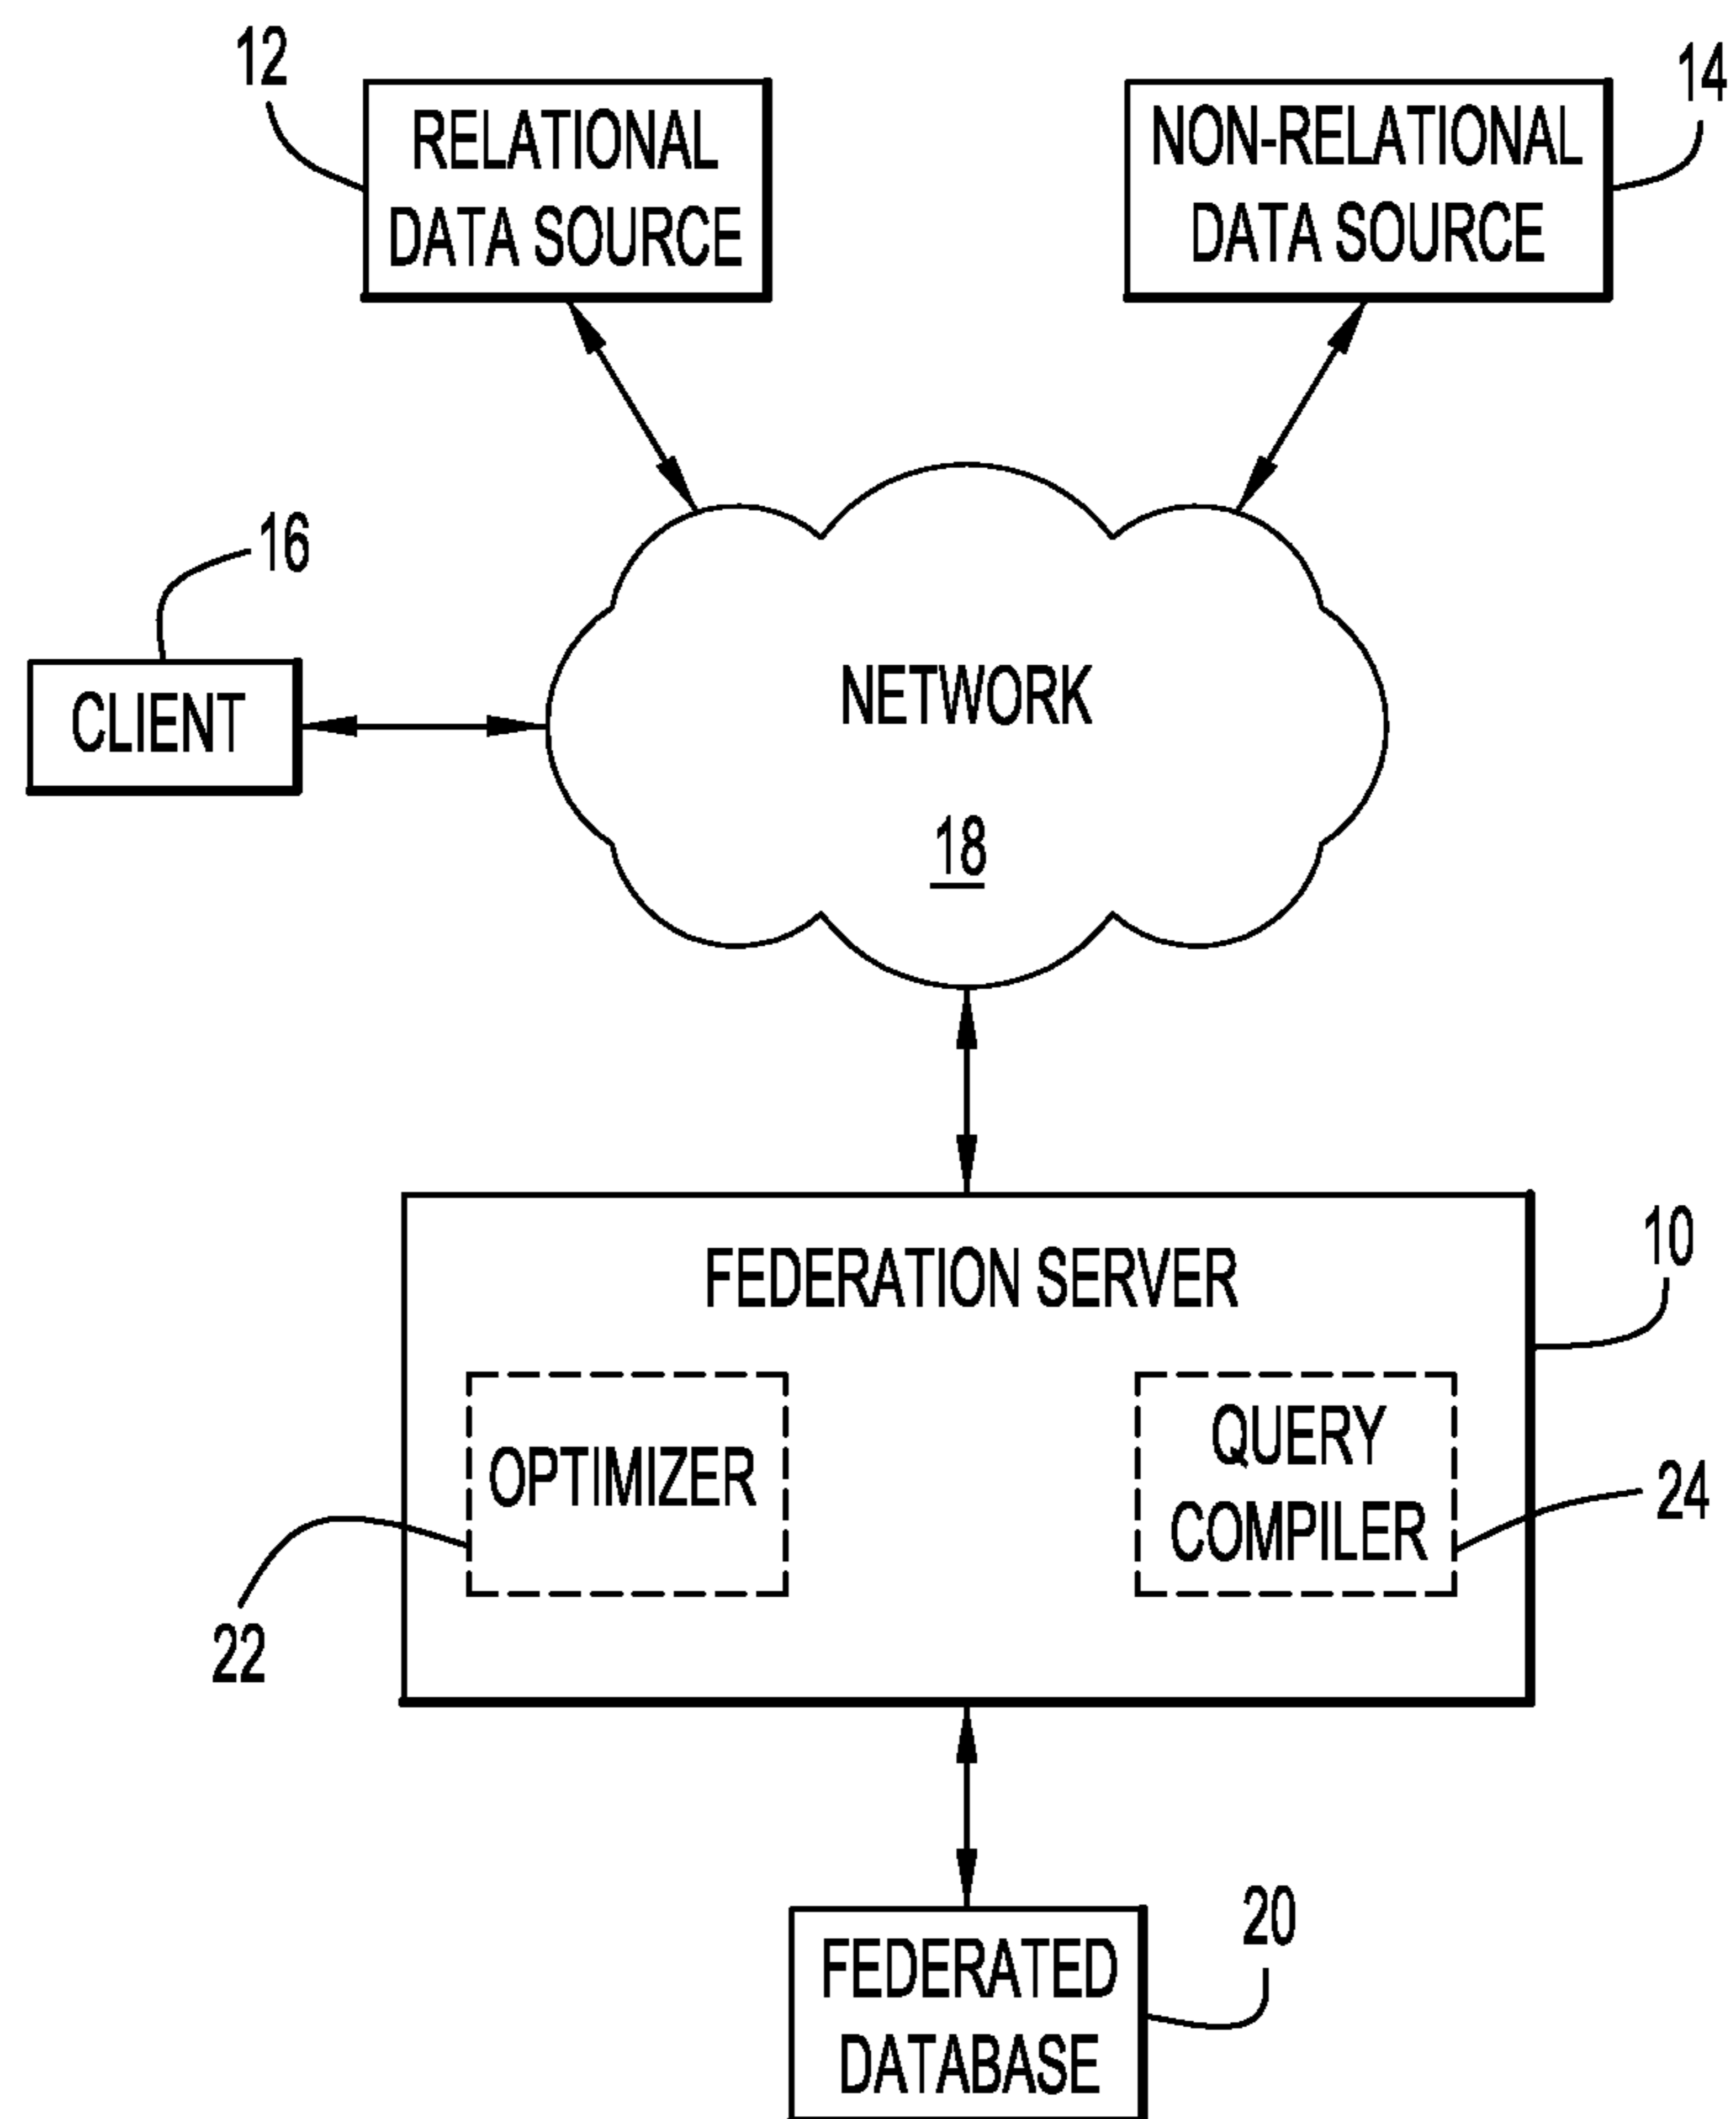 12
RELATIONAL
DATA SOURCE
14
NON-RELATIONAL
DATA SOURCE
16
CLIENT
NETWORK
18
10
FEDERATION SERVER
OPTIMIZER
QUERY
COMPILER
24
22
20
FEDERATED
DATABASE